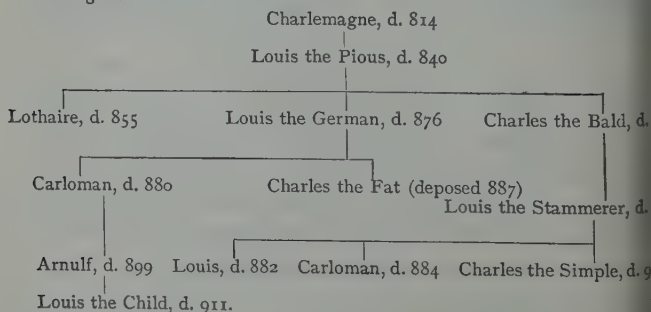 Charlemagne, d. 814
Louis the Pious, d. 840
Lothaire, d. 855 Louis the German, d. 876 Charles the Bald, d.
Carloman, d. 880 Charles the Fat (deposed 887)
Louis the Stammerer, d.
Arnulf, d. 899 Louis, d. 882 Carloman, d. 884 Charles the Simple, d. 9
Louis the Child, d. 911.